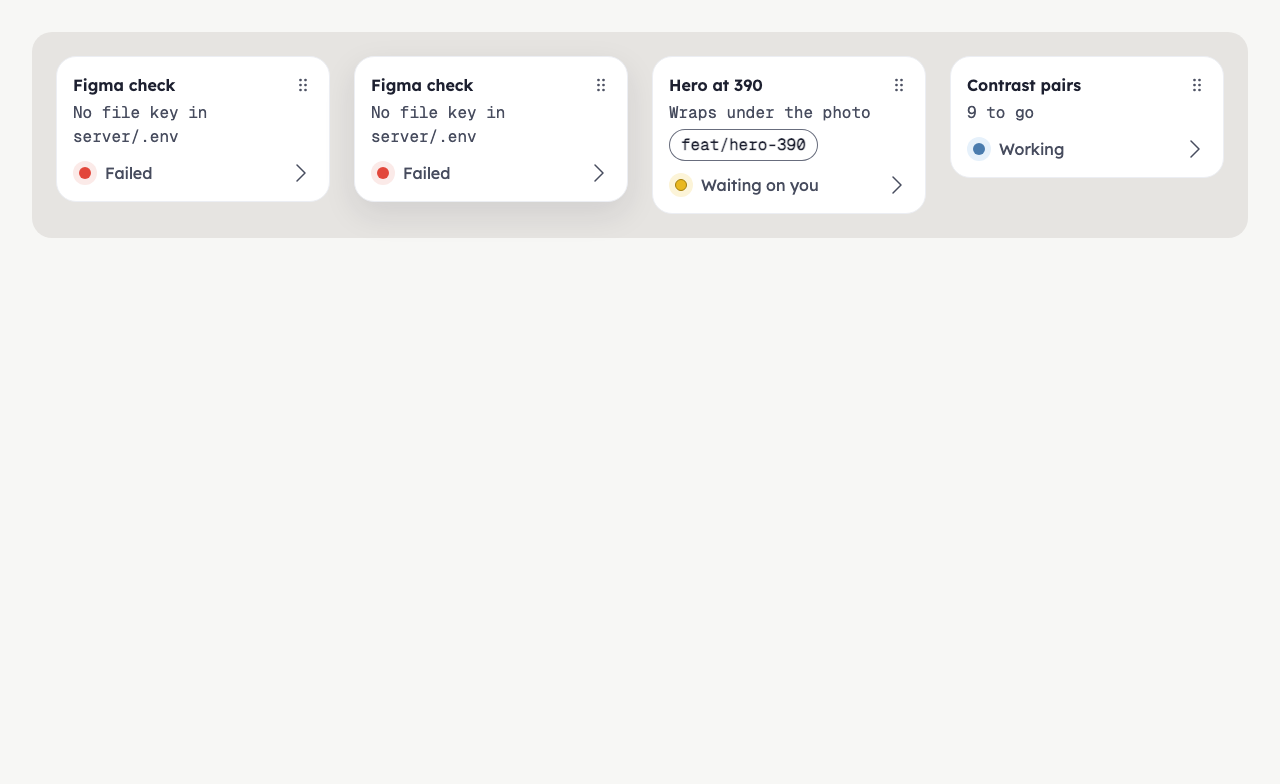 Figma check
No file key in
server/.env
Failed
Figma check
No file key in
server/.env
Failed
Hero at 390
Wraps under the photo
feat/hero-390
Waiting on you
Contrast pairs
9 to go
Working